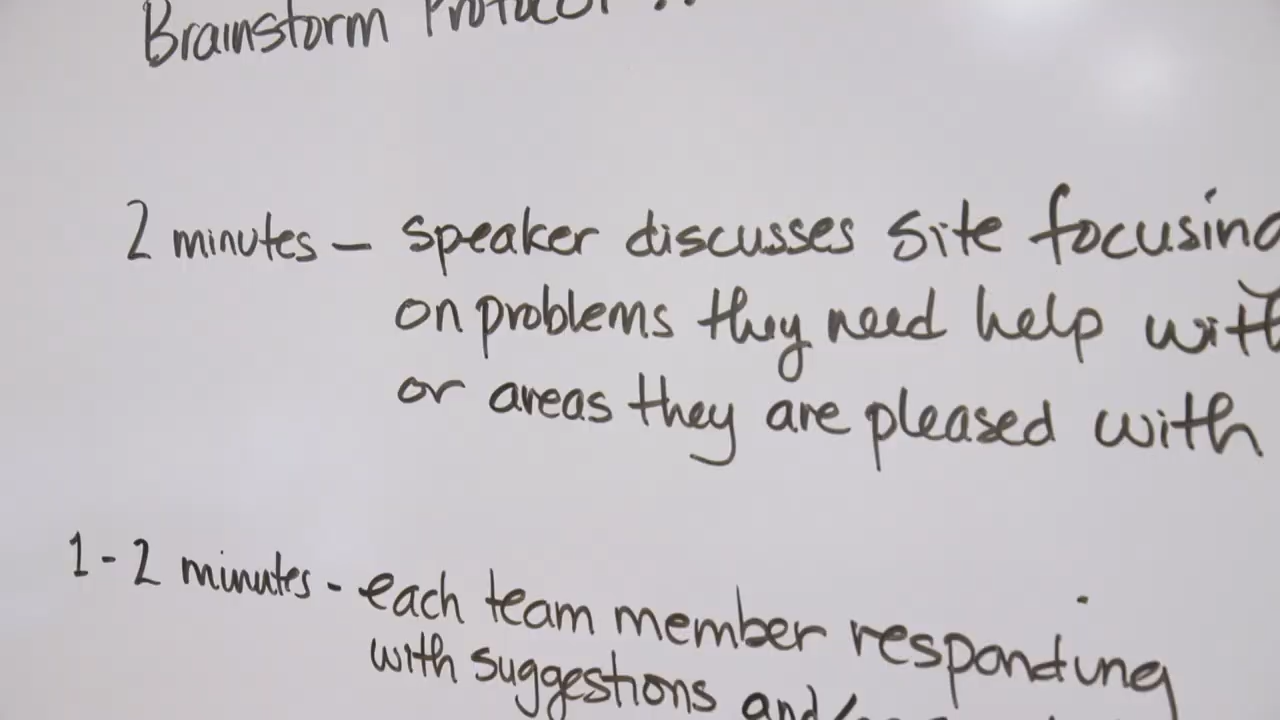 Brainstorm Protocol
2 minutes — speaker discusses site focusing
on problems they need help with
or areas they are pleased with
1-2 minutes - each team member responding
with suggestions and/